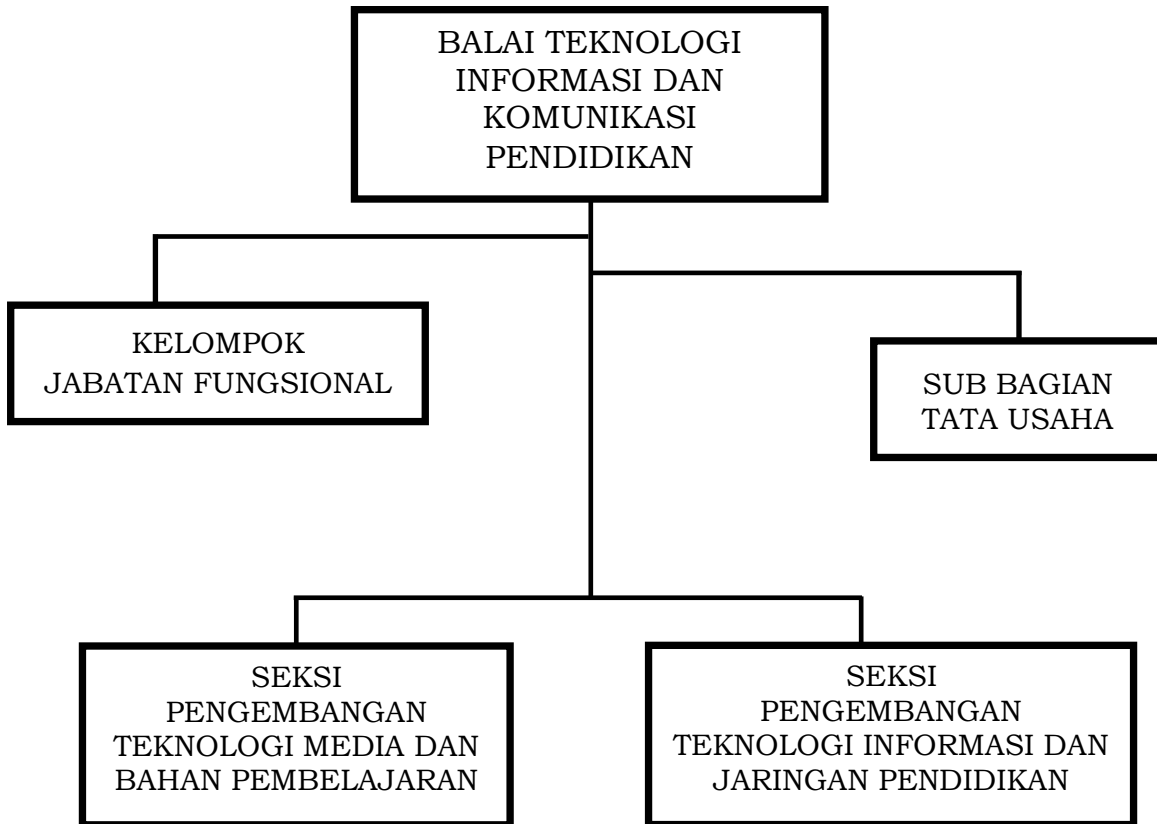 BALAI TEKNOLOGI
INFORMASI DAN
KOMUNIKASI
PENDIDIKAN
KELOMPOK
JABATAN FUNGSIONAL
SUB BAGIAN
TATA USAHA
SEKSI
PENGEMBANGAN
TEKNOLOGI MEDIA DAN
BAHAN PEMBELAJARAN
SEKSI
PENGEMBANGAN
TEKNOLOGI INFORMASI DAN
JARINGAN PENDIDIKAN